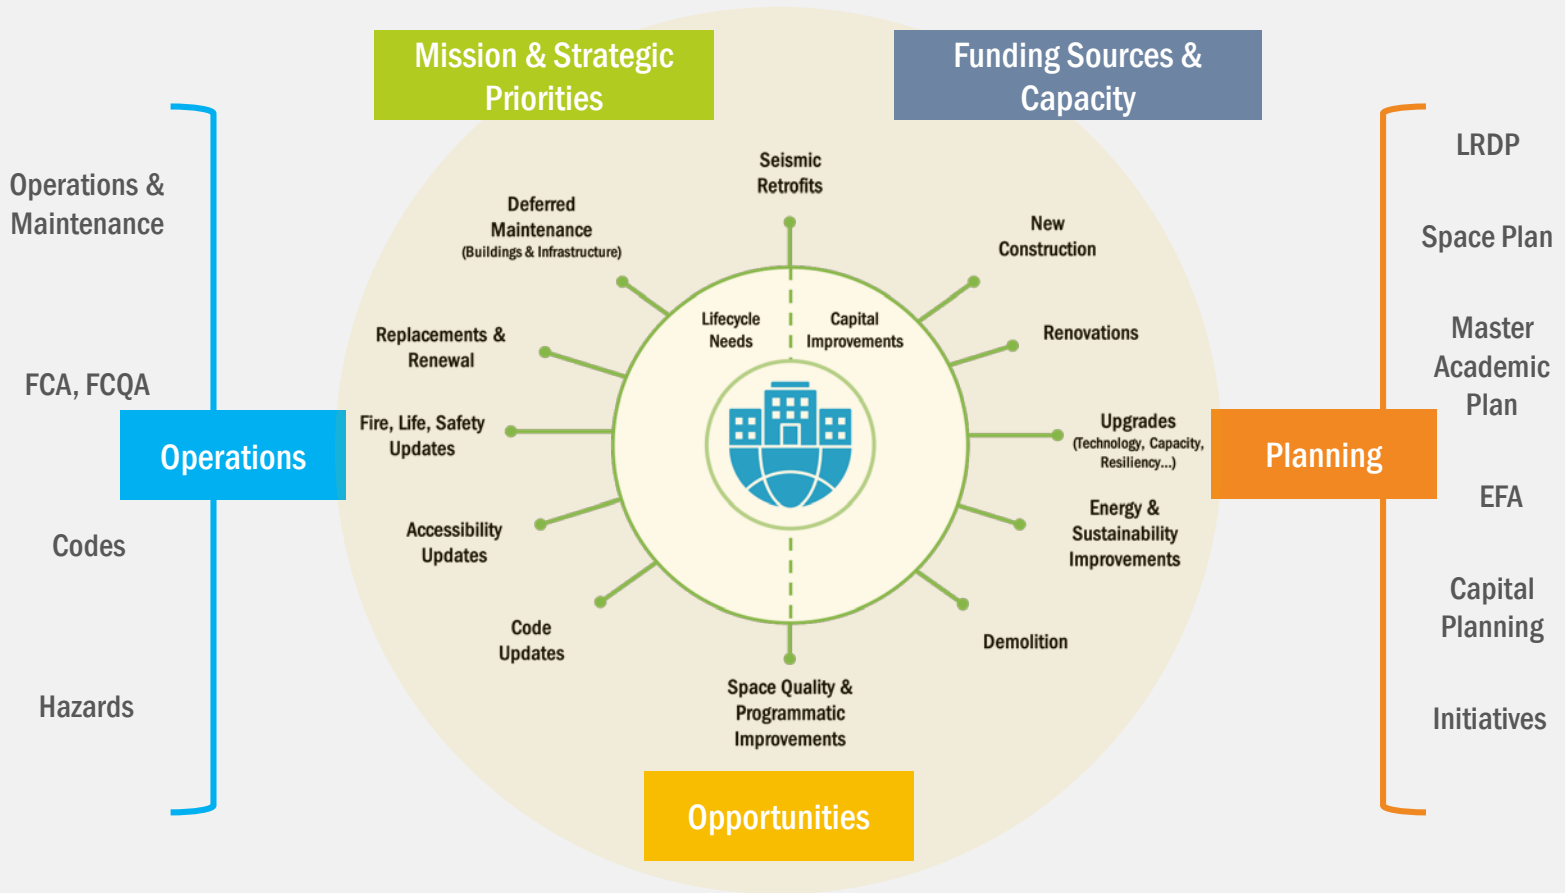 Mission & Strategic
Priorities
Funding Sources &
Capacity
Operations &
Maintenance
FCA, FCQA
Operations
Codes
Hazards
Seismic
Retrofits
Deferred
Maintenance
(Buildings & Infrastructure)
Replacements &
Renewal
Fire, Life, Safety
Updates
Accessibility
Updates
Code
Updates
Lifecycle
Needs
Capital
Improvements
New
Construction
Renovations
Upgrades
(Technology, Capacity,
Resiliency...)
Energy &
Sustainability
Improvements
Demolition
Space Quality &
Programmatic
Improvements
Opportunities
Planning
LRDP
Space Plan
Master
Academic
Plan
EFA
Capital
Planning
Initiatives